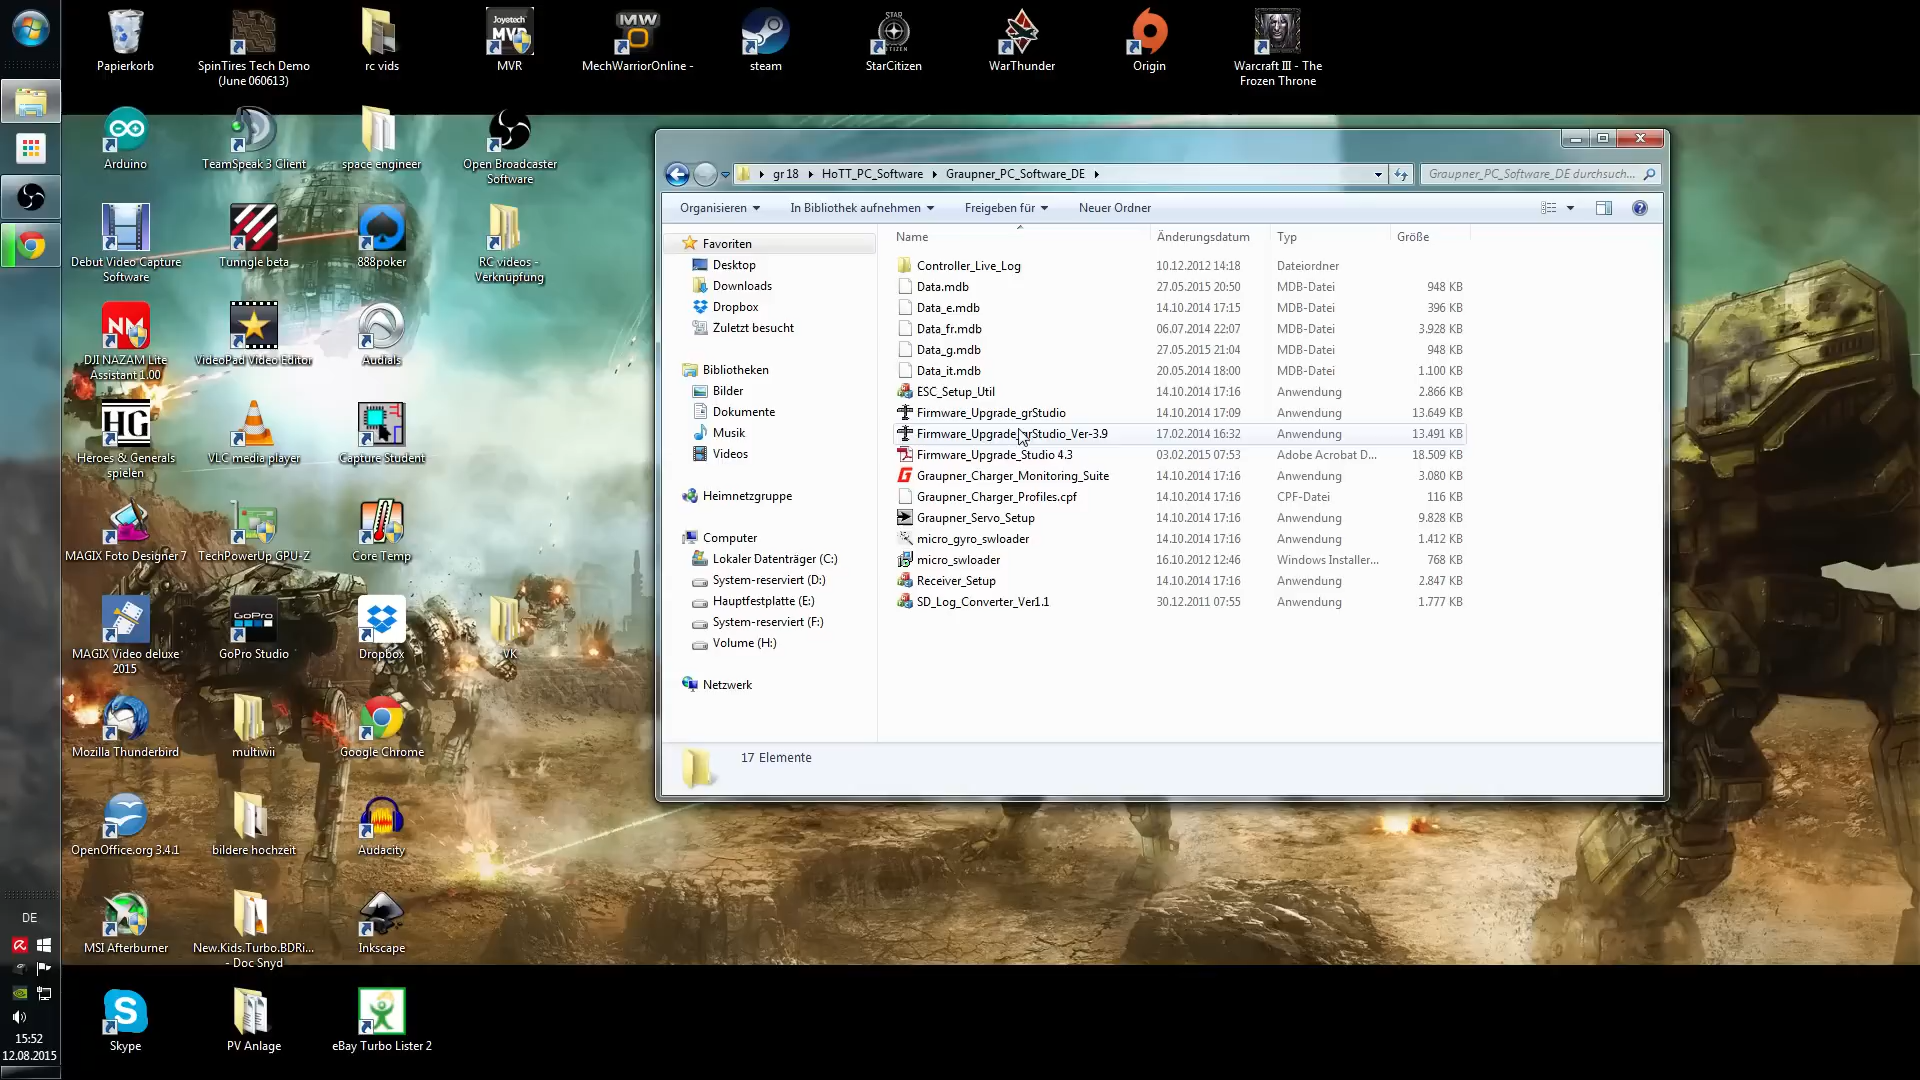 Papierkorb
SpinTires Tech Demo
(June 060613)
rc vids
Joyetech
MVR
MVR
MW
O
MechWarriorOnline -
steam
STAR
CITIZEN
StarCitizen
WarThunder
Origin
Warcraft III - The
Frozen Throne
Arduino
TeamSpeak 3 Client
space engineer
Open Broadcaster
Software
Debut Video Capture
Software
Tunngle beta
888poker
RC videos -
Verknüpfung
NM
DJI NAZAM Lite
Assistant 1.00
VideoPad Video Editor
Audials
HG
Heroes & Generals
spielen
VLC media player
Capture Student
MAGIX Foto Designer 7
TechPowerUp GPU-Z
Core Temp
MAGIX Video deluxe
2015
GoPro
GoPro Studio
Dropbox
VK
Mozilla Thunderbird
multiwii
Google Chrome
OpenOffice.org 3.4.1
bildere hochzeit
Audacity
MSI Afterburner
New.Kids.Turbo.BDRi...
- Doc Snyd
Inkscape
Skype
PV Anlage
eBay Turbo Lister 2
DE
15:52
12.08.2015
gr18 HoTT_PC_Software Graupner_PC_Software_DE
Graupner_PC_Software_DE durchsuch...
Organisieren In Bibliothek aufnehmen Freigeben für Neuer Ordner
Favoriten
Desktop
Downloads
Dropbox
Zuletzt besucht
Bibliotheken
Bilder
Dokumente
Musik
Videos
Heimnetzgruppe
Computer
Lokaler Datenträger (C:)
System-reserviert (D:)
Hauptfestplatte (E:)
System-reserviert (F:)
Volume (H:)
Netzwerk
Name Änderungsdatum Typ Größe
Controller_Live_Log 10.12.2012 14:18 Dateiordner
Data.mdb 27.05.2015 20:50 MDB-Datei 948 KB
Data_e.mdb 14.10.2014 17:15 MDB-Datei 396 KB
Data_fr.mdb 06.07.2014 22:07 MDB-Datei 3.928 KB
Data_g.mdb 27.05.2015 21:04 MDB-Datei 948 KB
Data_it.mdb 20.05.2014 18:00 MDB-Datei 1.100 KB
ESC_Setup_Util 14.10.2014 17:16 Anwendung 2.866 KB
Firmware_Upgrade_grStudio 14.10.2014 17:09 Anwendung 13.649 KB
Firmware_Upgrade_grStudio_Ver-3.9 17.02.2014 16:32 Anwendung 13.491 KB
Firmware_Upgrade_Studio 4.3 03.02.2015 07:53 Adobe Acrobat D... 18.509 KB
Graupner_Charger_Monitoring_Suite 14.10.2014 17:16 Anwendung 3.080 KB
Graupner_Charger_Profiles.cpf 14.10.2014 17:16 CPF-Datei 116 KB
Graupner_Servo_Setup 14.10.2014 17:16 Anwendung 9.828 KB
micro_gyro_swloader 14.10.2014 17:16 Anwendung 1.412 KB
micro_swloader 16.10.2012 12:46 Windows Installer... 768 KB
Receiver_Setup 14.10.2014 17:16 Anwendung 2.847 KB
SD_Log_Converter_Ver1.1 30.12.2011 07:55 Anwendung 1.777 KB
17 Elemente